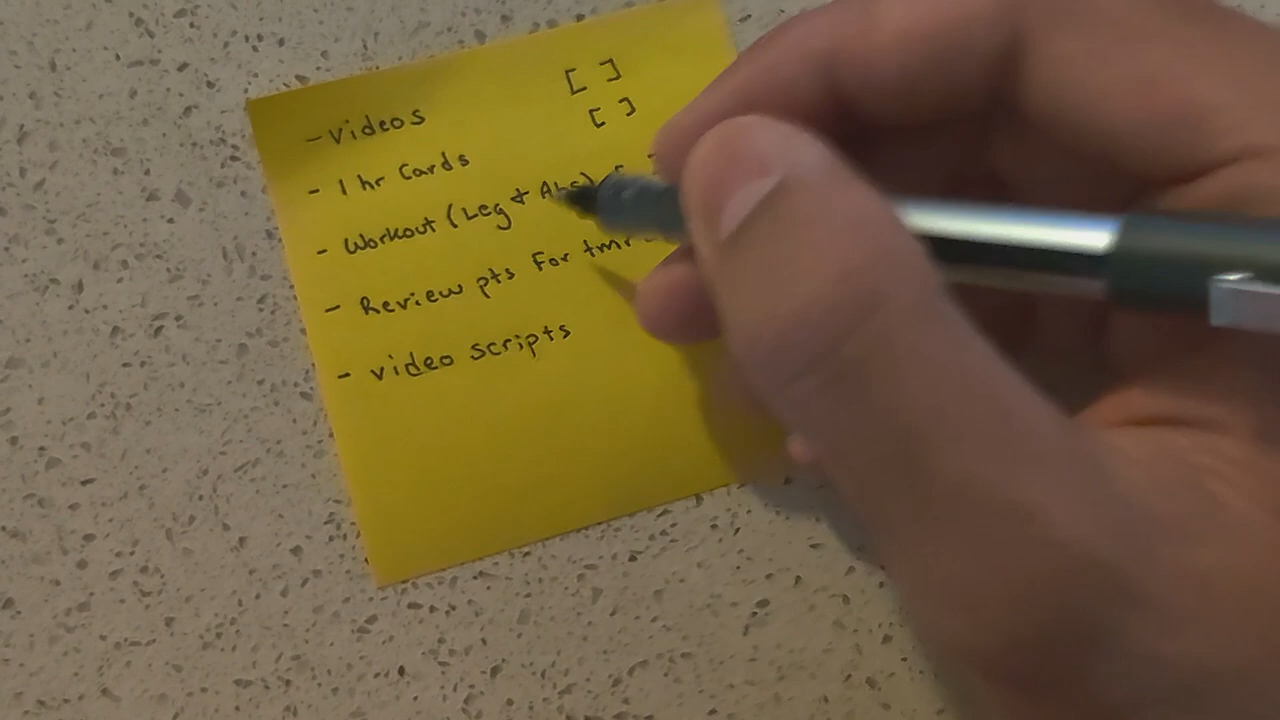 - videos [ ]
- 1 hr Cards [ ]
- Workout (Leg & Abs) [
- Review pts For tmr
- video scripts